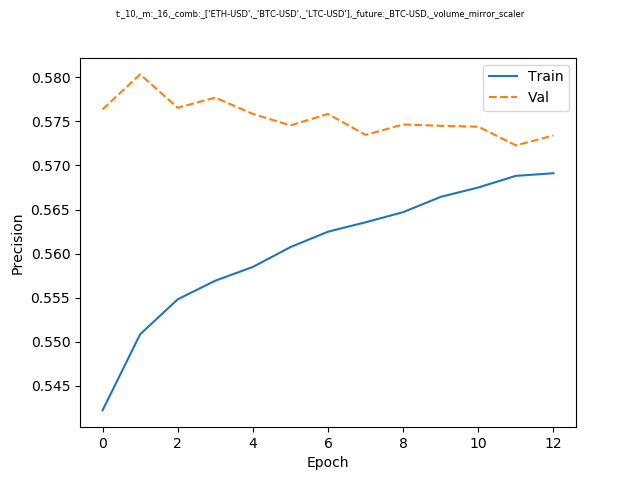 t:_10,_m:_16,_comb:_['ETH-USD',_'BTC-USD',_'LTC-USD'],_future:_BTC-USD,_volume_mirror_scaler
Train
Val
0.580
0.575
0.570
0.565
0.560
0.555
0.550
0.545
Precision
0 2 4 6 8 10 12
Epoch